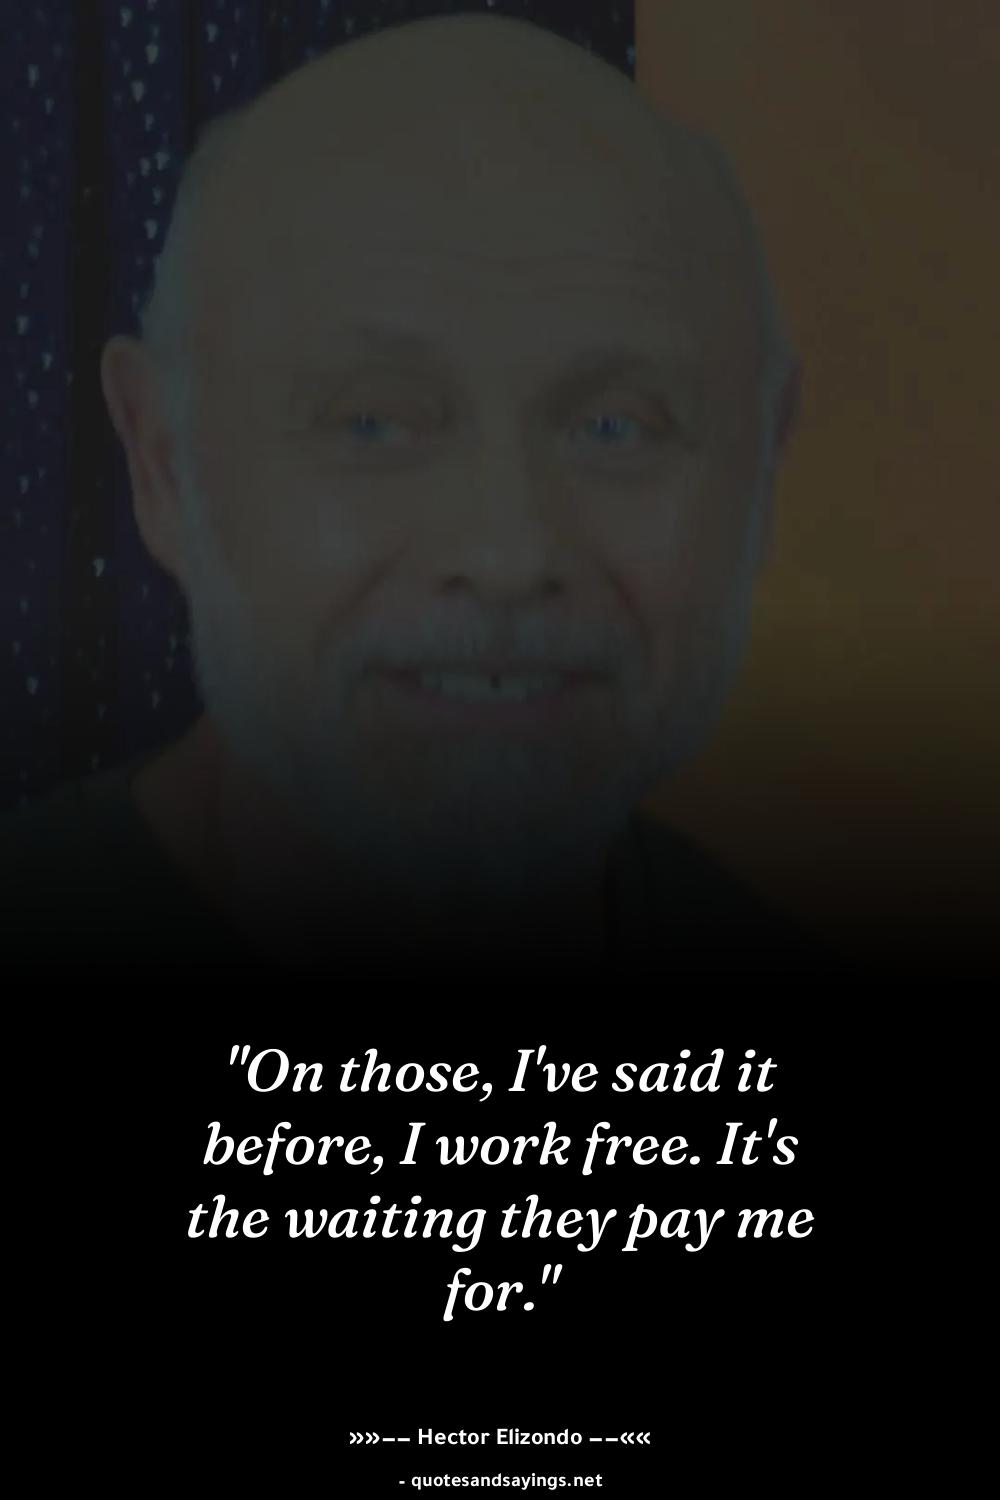 "On those, I've said it
before, I work free. It's
the waiting they pay me
for."
»»–– Hector Elizondo ––««
- quotesandsayings.net